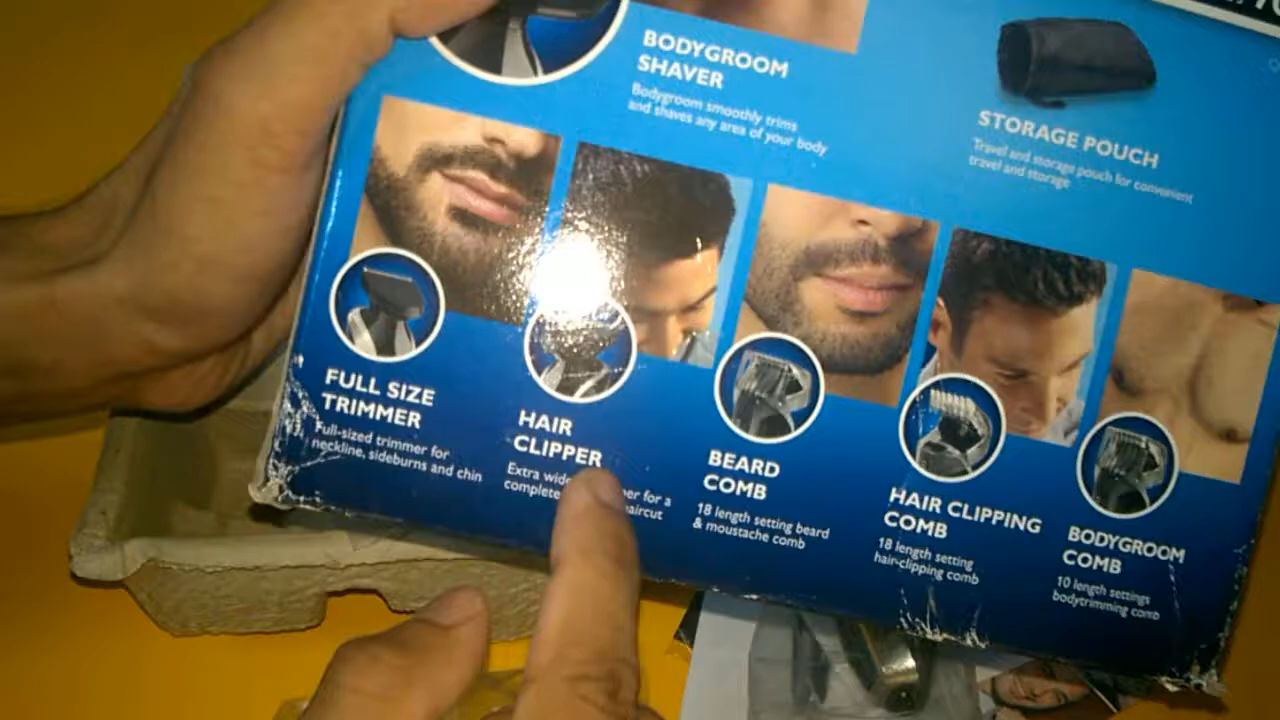 BODYGROOM
SHAVER
Bodygroom smoothly trims
and shaves any area of your body
STORAGE POUCH
Travel and storage pouch for convenient
travel and storage
FULL SIZE
TRIMMER
Full-sized trimmer for
neckline, sideburns and chin
HAIR
CLIPPER
Extra wide for a
complete haircut
BEARD
COMB
18 length setting beard
& moustache comb
HAIR CLIPPING
COMB
18 length setting
hair-clipping comb
BODYGROOM
COMB
10 length settings
bodytrimming comb